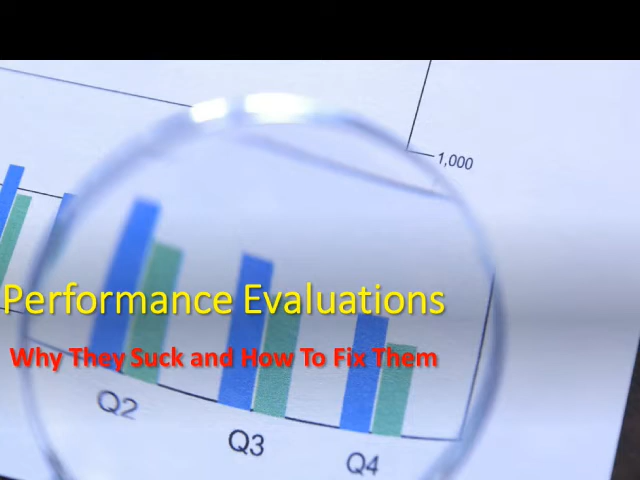 1,000
Performance Evaluations
Why They Suck and How To Fix Them
Q2
Q3
Q4